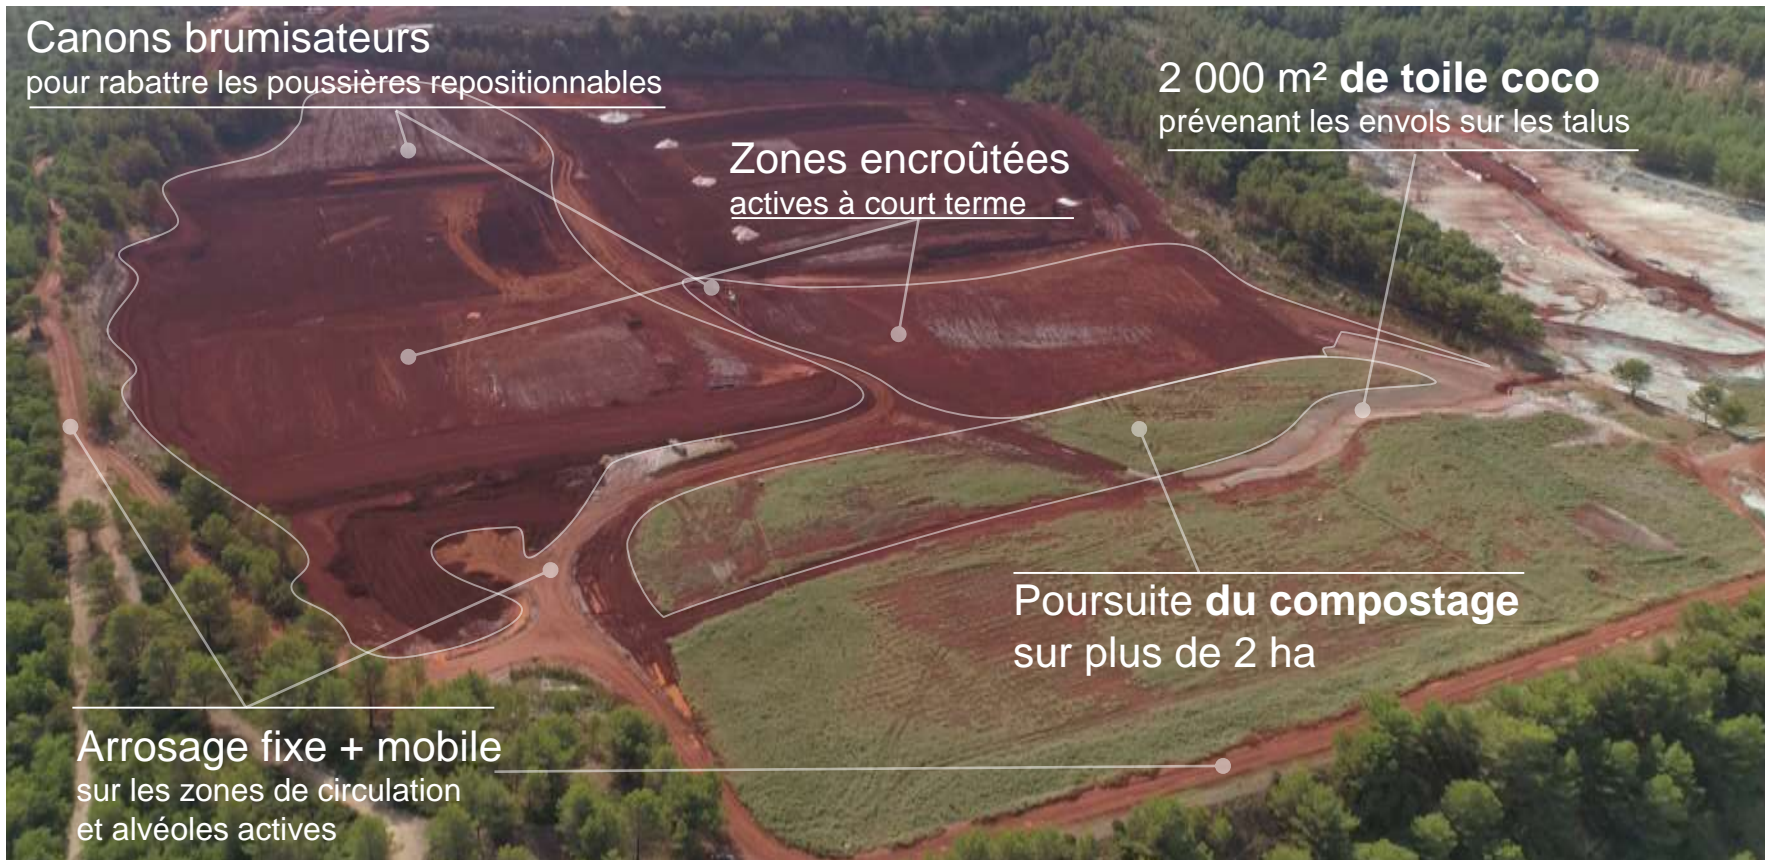 Canons brumisateurs
pour rabattre les poussières repositionnables
2 000 m² de toile coco
prévenant les envols sur les talus
Zones encroûtées
actives à court terme
Poursuite du compostage
sur plus de 2 ha
Arrosage fixe + mobile
sur les zones de circulation
et alvéoles actives